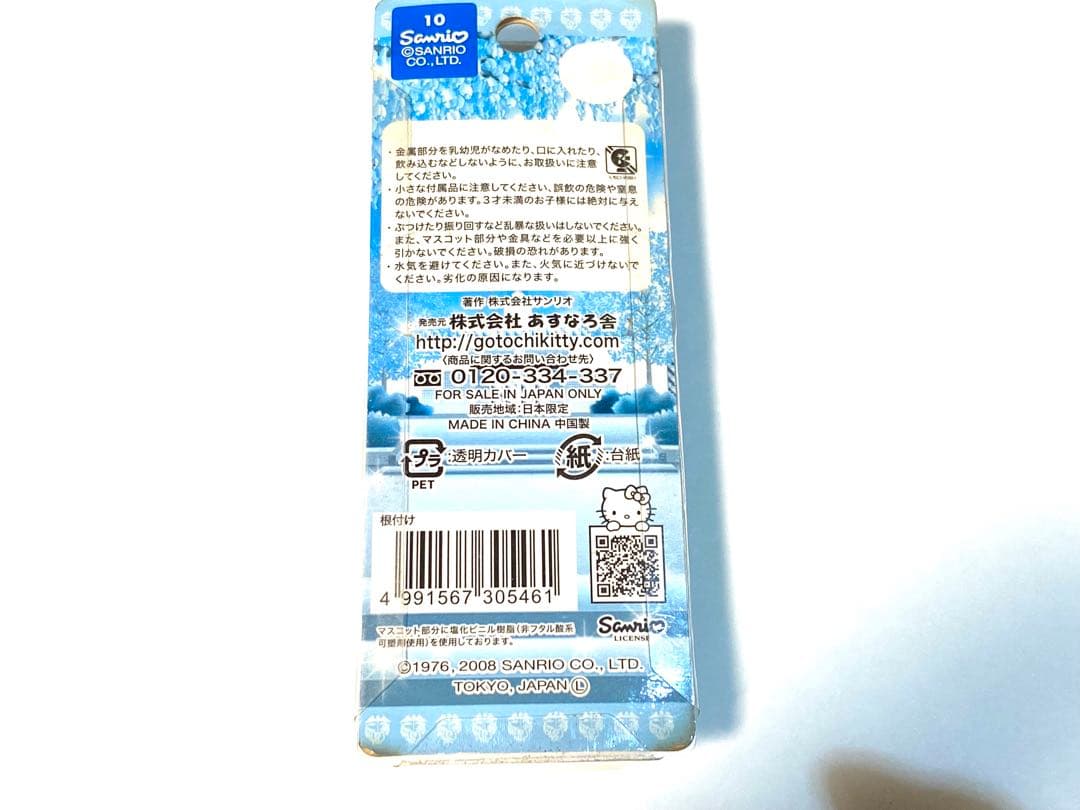 10
Sanrio
©SANRIO
CO.,LTD.
・金属部分を乳幼児がなめたり、口に入れたり、
飲み込むなどしないように、お取扱いに注意
してください。
・小さな付属品に注意してください、誤飲の危険や窒息
の危険があります。3才未満のお子様には絶対に与え
ないでください。
・ぶつけたり振り回すなど乱暴な扱いはしないでください。
また、マスコット部分や金具などを必要以上に強く
引かないでください。破損の恐れがあります。
・水気を避けてください。また、火気に近づけないで
ください。劣化の原因になります。
著作 株式会社サンリオ
発売元 株式会社 あすなろ舎
http://gotochikitty.com
〈商品に関するお問い合わせ先〉
0120-334-337
FOR SALE IN JAPAN ONLY
販売地域:日本限定
MADE IN CHINA 中国製
プラ:透明カバー 紙:台紙
PET
根付け
4 991567 305461
マスコット部分に塩化ビニル樹脂(非フタル酸系
可塑剤使用)を使用しております。
Sanrio
LICENSE
©1976, 2008 SANRIO CO., LTD.
TOKYO, JAPAN Ⓛ